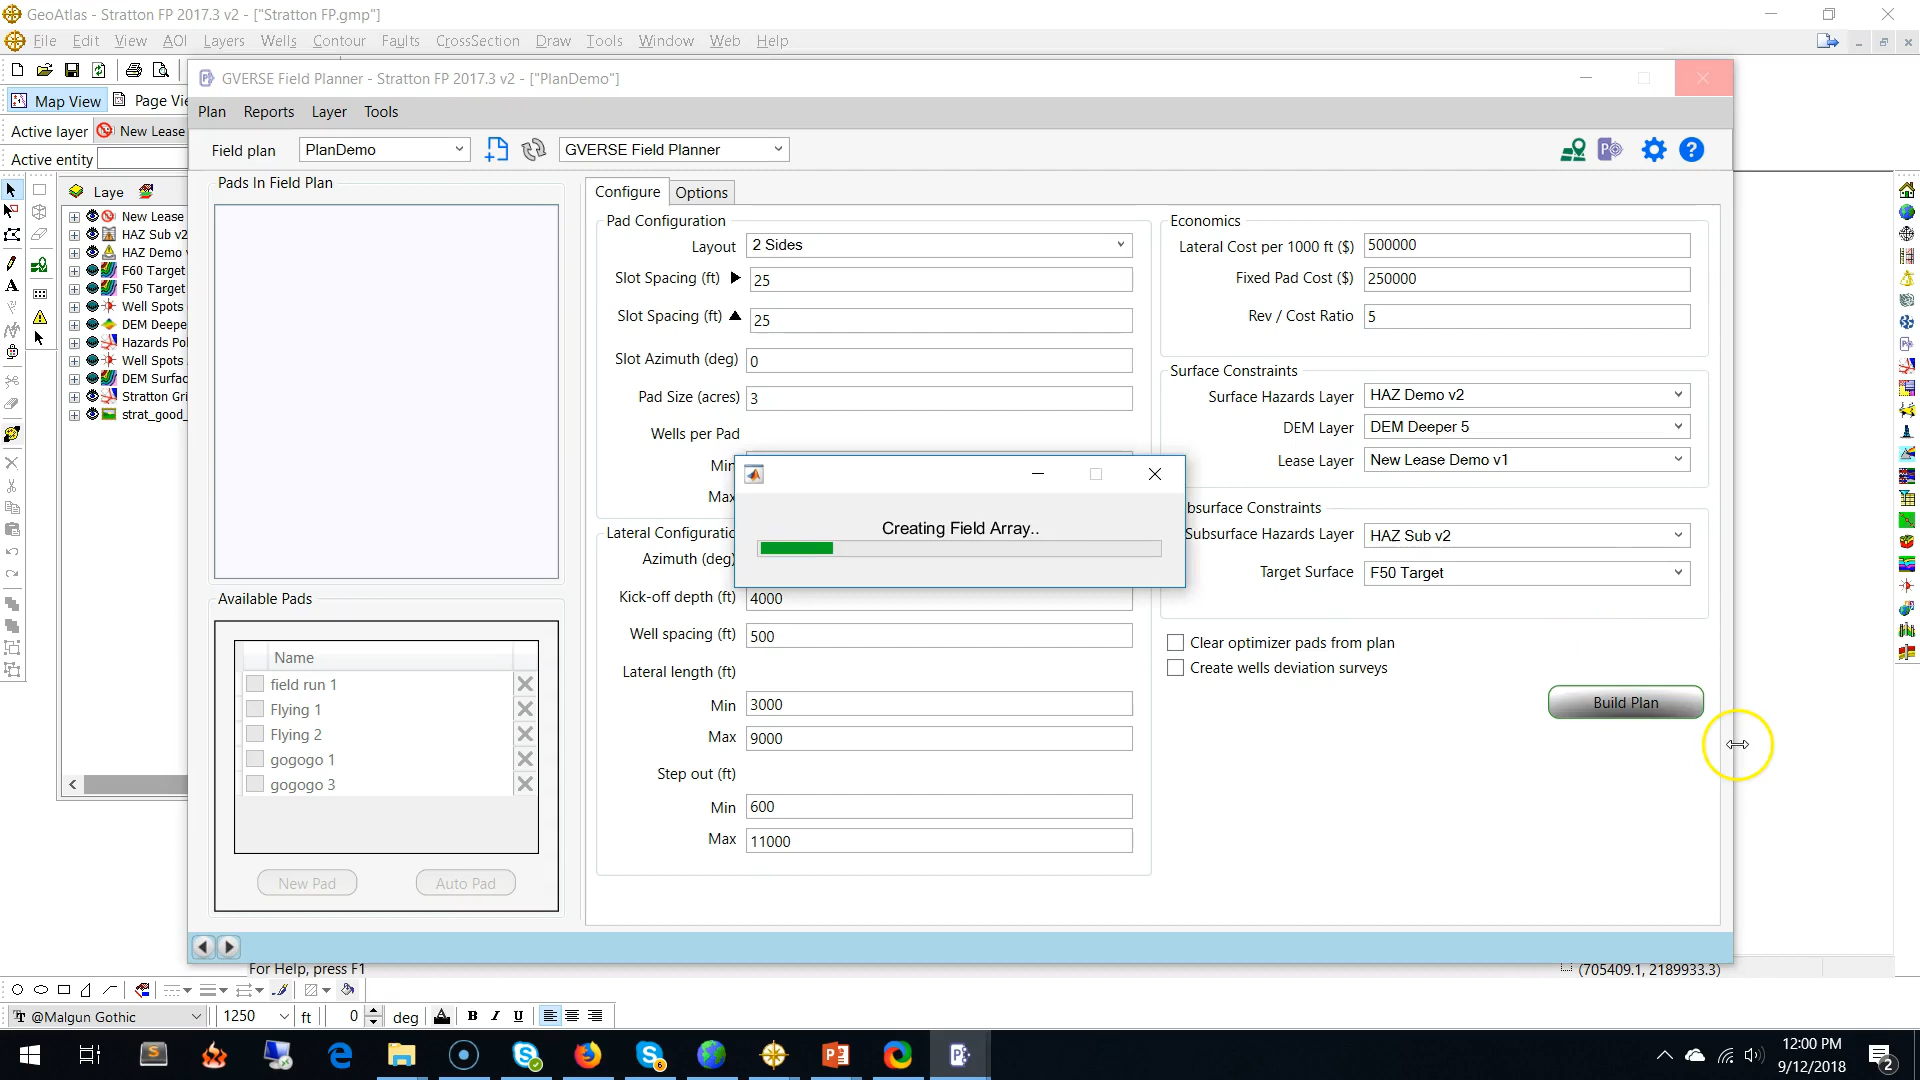 GeoAtlas - Stratton FP 2017.3 v2 - ["Stratton FP.gmp"]
File Edit View AOI Layers Wells Contour Faults CrossSection Draw Tools Window Web Help
GVERSE Field Planner - Stratton FP 2017.3 v2 - ["PlanDemo"]
Map View Page Vie
Plan Reports Layer Tools
Active layer New Lease
Field plan PlanDemo GVERSE Field Planner
Active entity
Laye
New Lease
HAZ Sub v2
HAZ Demo v
F60 Target
F50 Target
Well Spots
DEM Deepe
Hazards Pol
Well Spots
DEM Surfac
Stratton Gri
strat_good_
Pads In Field Plan
Available Pads
Name
field run 1
Flying 1
Flying 2
gogogo 1
gogogo 3
New Pad Auto Pad
Configure Options
Pad Configuration
Layout 2 Sides
Slot Spacing (ft) 25
Slot Spacing (ft) 25
Slot Azimuth (deg) 0
Pad Size (acres) 3
Wells per Pad
Min
Max
Lateral Configuratio
Azimuth (deg)
Kick-off depth (ft) 4000
Well spacing (ft) 500
Lateral length (ft)
Min 3000
Max 9000
Step out (ft)
Min 600
Max 11000
Creating Field Array..
Economics
Lateral Cost per 1000 ft ($) 500000
Fixed Pad Cost ($) 250000
Rev / Cost Ratio 5
Surface Constraints
Surface Hazards Layer HAZ Demo v2
DEM Layer DEM Deeper 5
Lease Layer New Lease Demo v1
bsurface Constraints
Subsurface Hazards Layer HAZ Sub v2
Target Surface F50 Target
Clear optimizer pads from plan
Create wells deviation surveys
Build Plan
For Help, press F1
(705409.1, 2189933.3)
@Malgun Gothic 1250 ft 0 deg A B I U
12:00 PM
9/12/2018
2